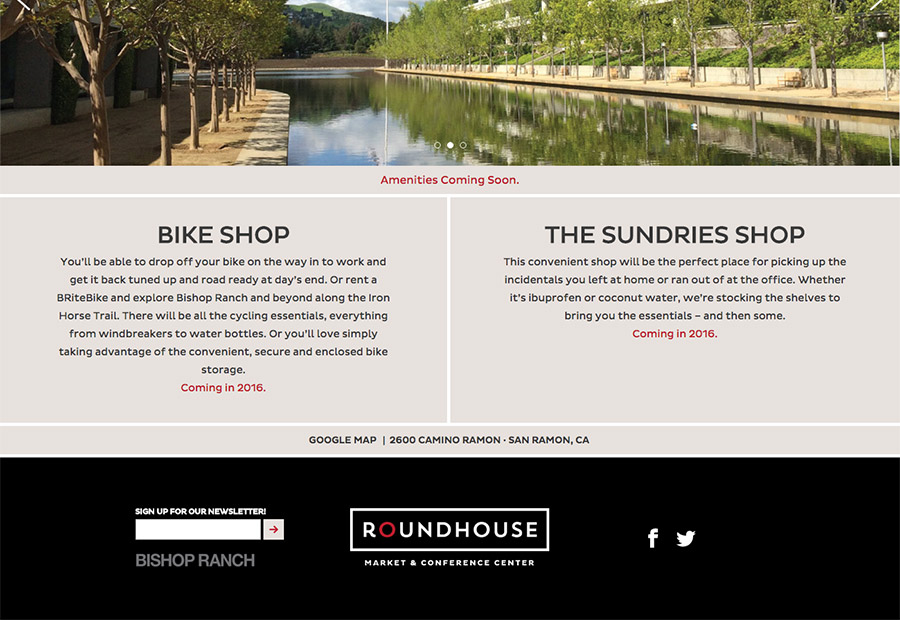 Amenities Coming Soon.
BIKE SHOP
You'll be able to drop off your bike on the way in to work and
get it back tuned up and road ready at day's end. Or rent a
BRiteBike and explore Bishop Ranch and beyond along the Iron
Horse Trail. There will be all the cycling essentials, everything
from windbreakers to water bottles. Or you'll love simply
taking advantage of the convenient, secure and enclosed bike
storage.
Coming in 2016.
THE SUNDRIES SHOP
This convenient shop will be the perfect place for picking up the
incidentals you left at home or ran out of at the office. Whether
it's ibuprofen or coconut water, we're stocking the shelves to
bring you the essentials – and then some.
Coming in 2016.
GOOGLE MAP | 2600 CAMINO RAMON · SAN RAMON, CA
SIGN UP FOR OUR NEWSLETTER!
BISHOP RANCH
ROUNDHOUSE
MARKET & CONFERENCE CENTER